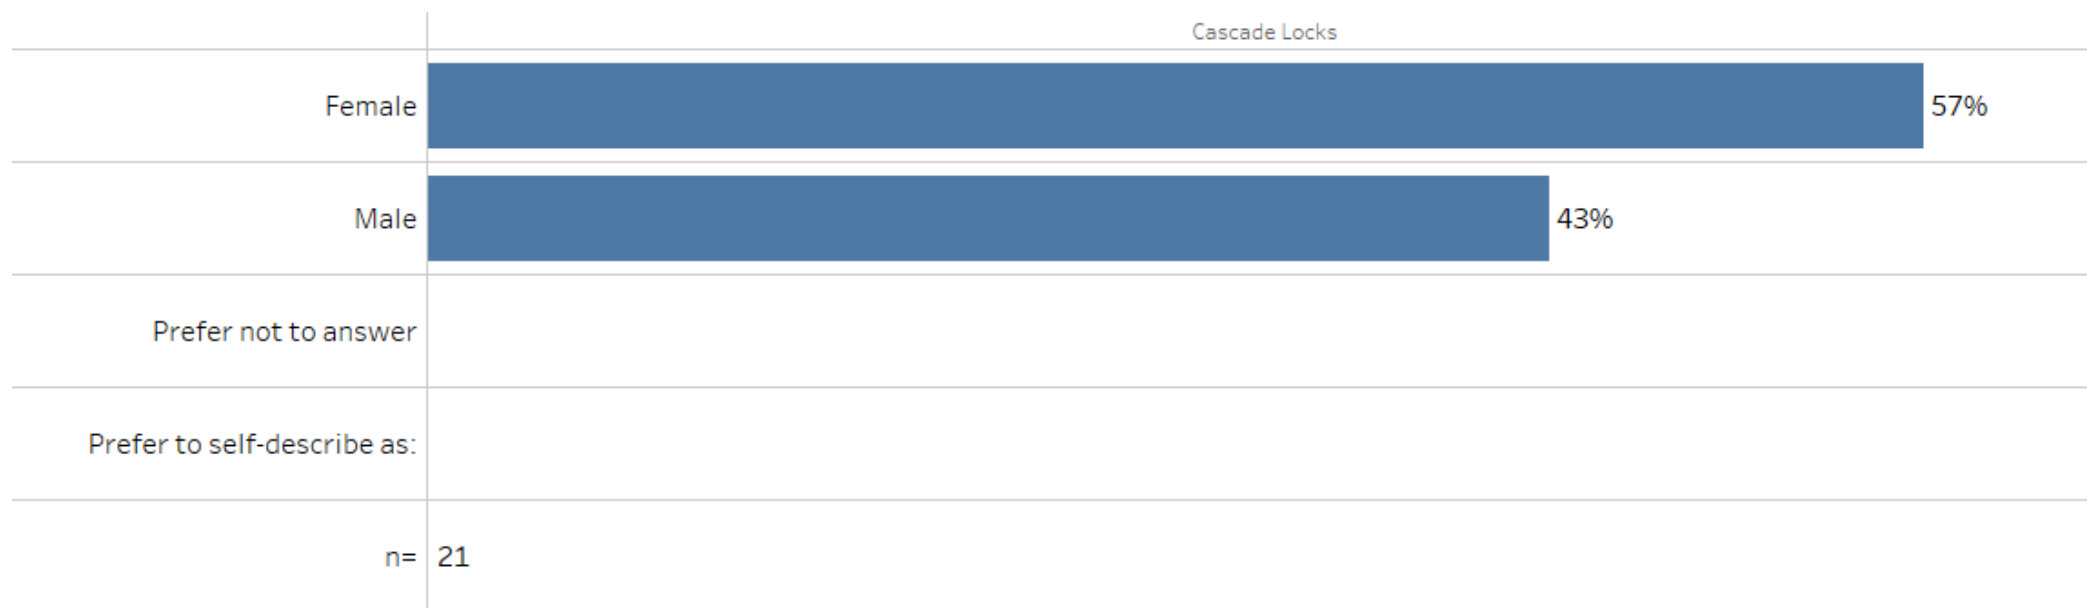 Cascade Locks
Female 57%
Male 43%
Prefer not to answer
Prefer to self-describe as:
n= 21